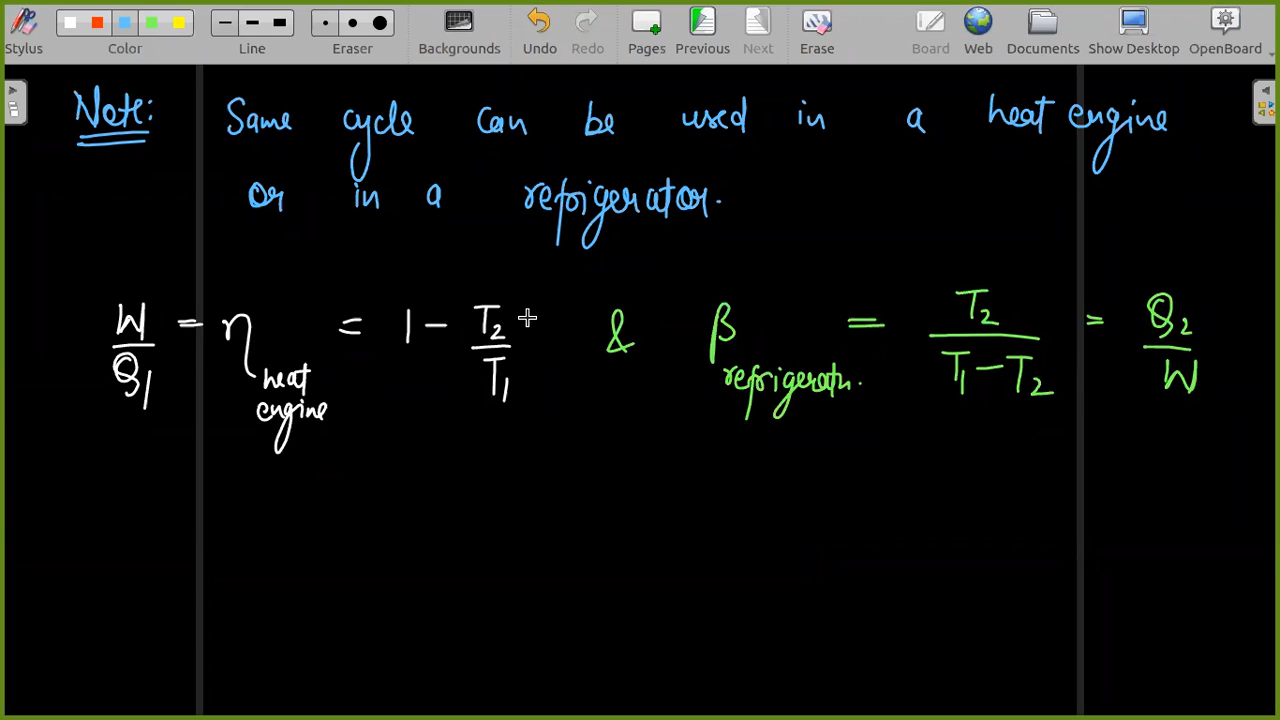 Stylus Color Line Eraser Backgrounds Undo Redo Pages Previous Next Erase Board Web Documents Show Desktop OpenBoard
Note: Same cycle can be used in a heat engine
or in a refrigerator.
W/Q₁ = η heat engine = 1 - T₂/T₁ & β refrigeratr. = T₂/(T₁ - T₂) = Q₂/W